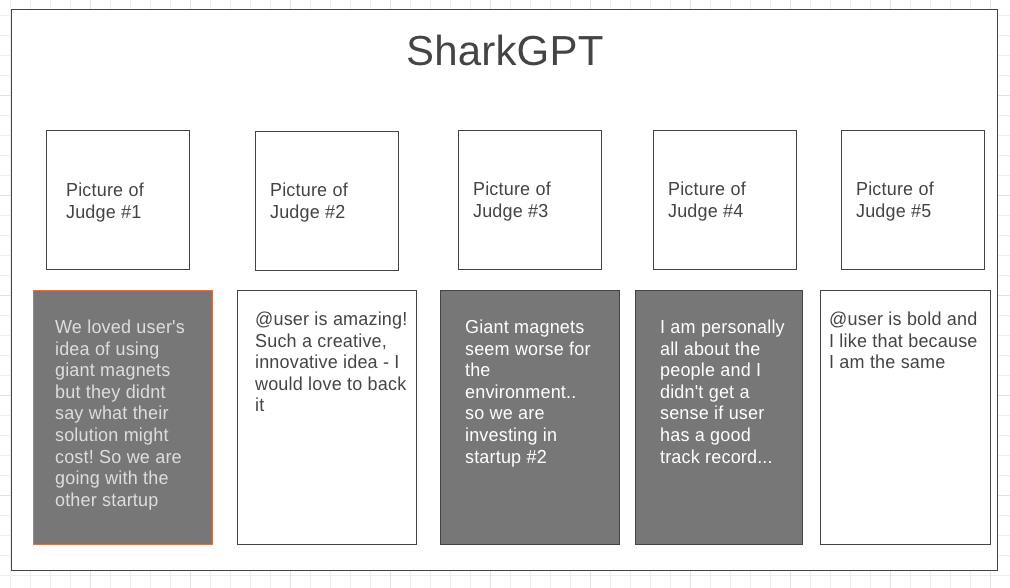 SharkGPT
Picture of
Judge #1
Picture of
Judge #2
Picture of
Judge #3
Picture of
Judge #4
Picture of
Judge #5
We loved user's
idea of using
giant magnets
but they didnt
say what their
solution might
cost! So we are
going with the
other startup
@user is amazing!
Such a creative,
innovative idea - I
would love to back
it
Giant magnets
seem worse for
the
environment..
so we are
investing in
startup #2
I am personally
all about the
people and I
didn't get a
sense if user
has a good
track record...
@user is bold and
I like that because
I am the same